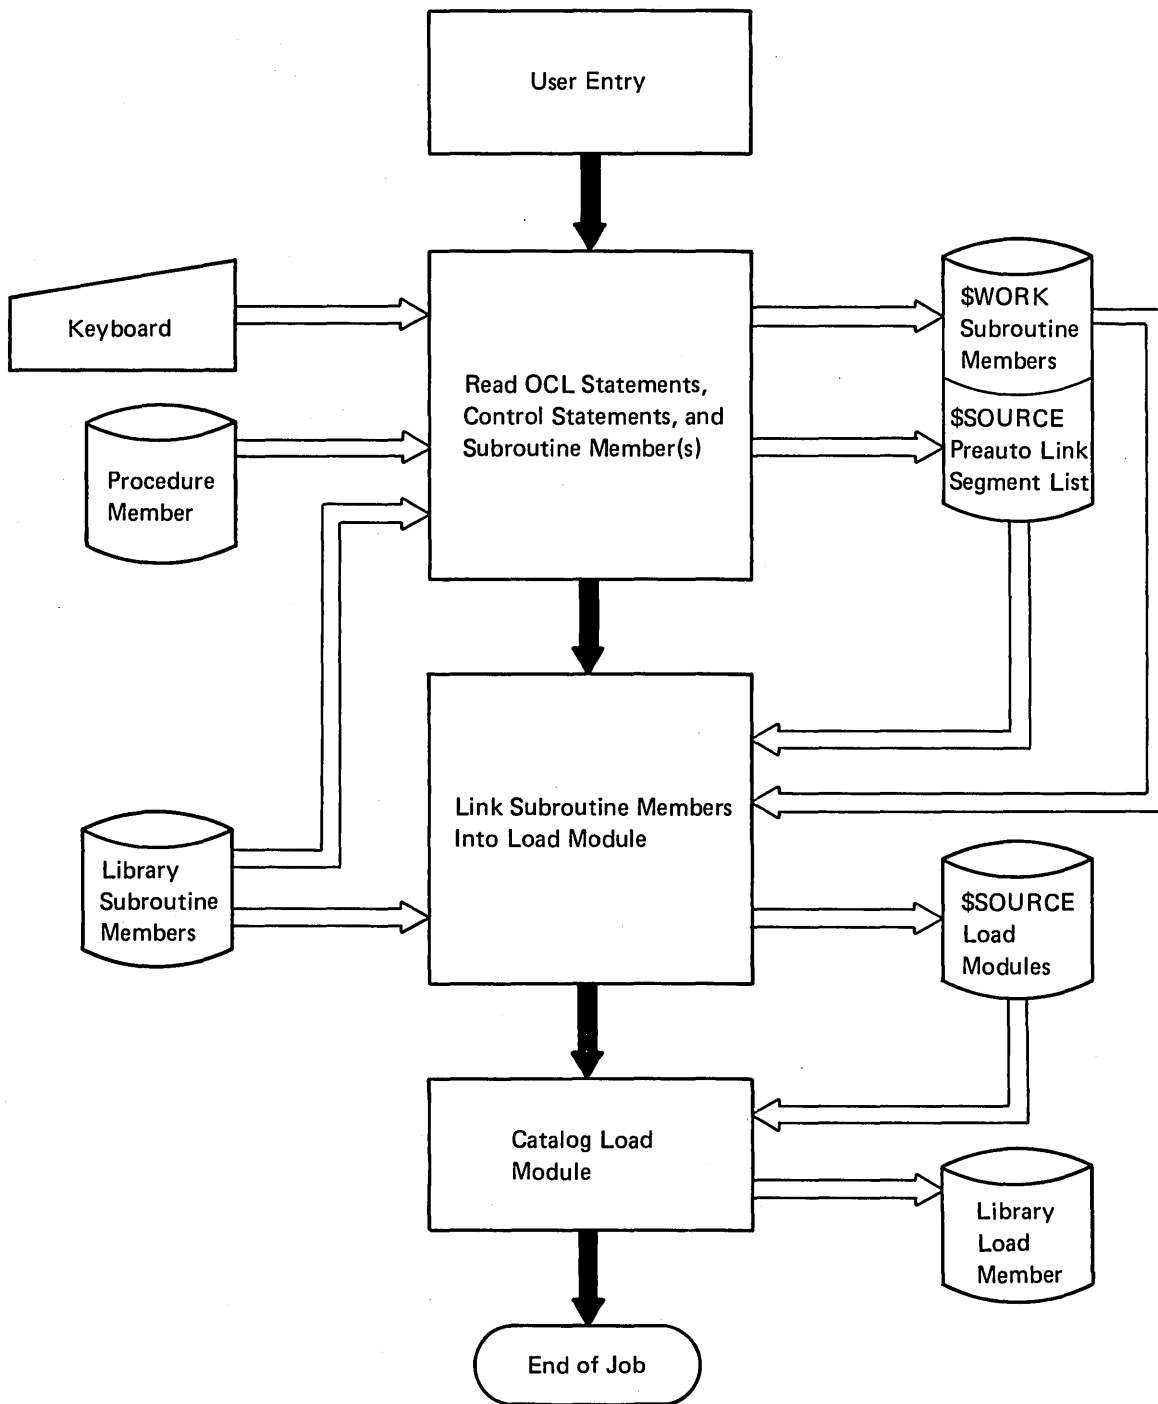 User Entry
Keyboard
Read OCL Statements,
Control Statements, and
Subroutine Member(s)
$WORK
Subroutine
Members
$SOURCE
Preauto Link
Segment List
Procedure
Member
Link Subroutine Members
Into Load Module
Library
Subroutine
Members
$SOURCE
Load
Modules
Catalog Load
Module
Library
Load
Member
End of Job